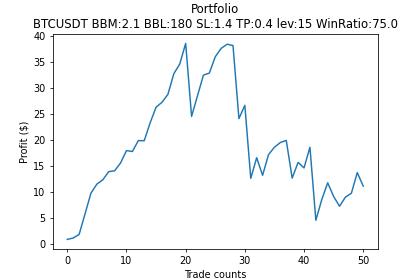 Portfolio
BTCUSDT BBM:2.1 BBL:180 SL:1.4 TP:0.4 lev:15 WinRatio:75.0
40
35
30
25
20
15
10
5
0
Profit ($)
0 10 20 30 40 50
Trade counts